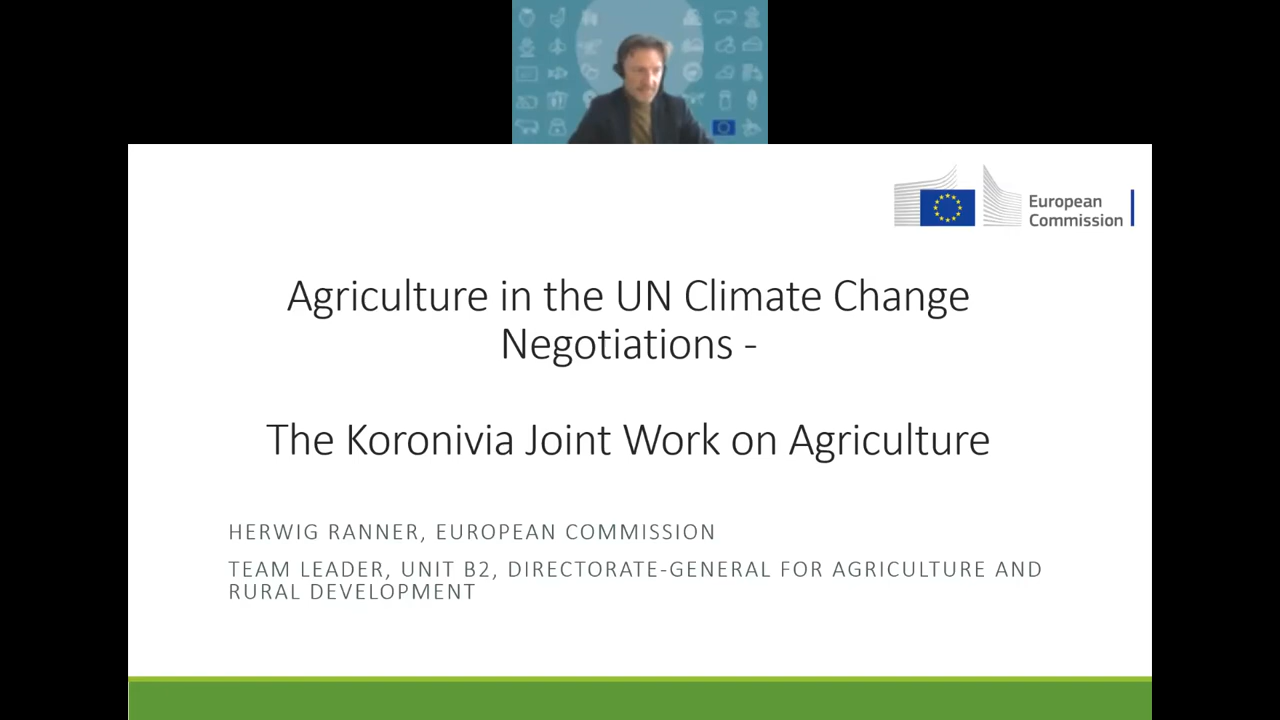 European
Commission
Agriculture in the UN Climate Change
Negotiations -
The Koronivia Joint Work on Agriculture
HERWIG RANNER, EUROPEAN COMMISSION
TEAM LEADER, UNIT B2, DIRECTORATE-GENERAL FOR AGRICULTURE AND
RURAL DEVELOPMENT